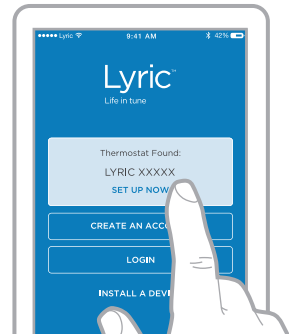 Lyric
9:41 AM
42%
Lyric™
Life in tune
Thermostat Found:
LYRIC XXXXX
SET UP NOW
CREATE AN ACCO
LOGIN
INSTALL A DEVI